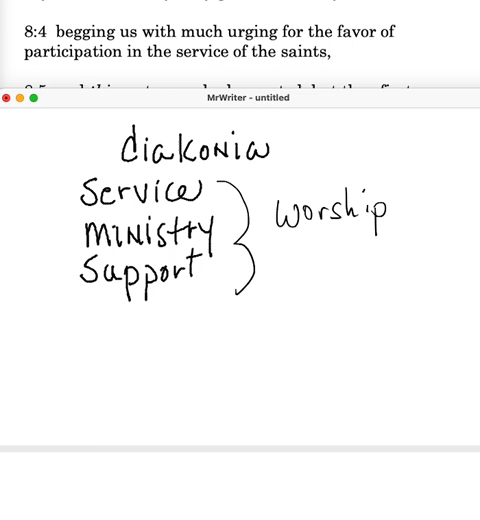 8:4 begging us with much urging for the favor of
participation in the service of the saints,
MrWriter - untitled
diakonia
service
ministry
support
worship